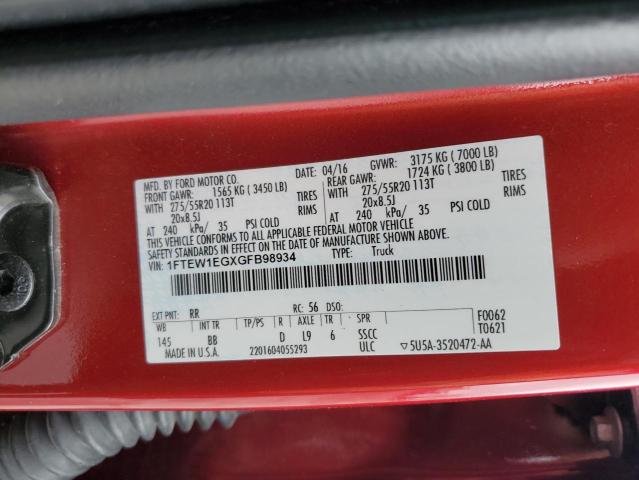 MFD. BY FORD MOTOR CO.
DATE: 04/16 GVWR: 3175 KG ( 7000 LB)
FRONT GAWR: 1565 KG ( 3450 LB) REAR GAWR: 1724 KG ( 3800 LB)
WITH 275/55R20 113T TIRES WITH 275/55R20 113T TIRES
20x8.5J RIMS 20x8.5J RIMS
AT 240 kPa/ 35 PSI COLD AT 240 kPa/ 35 PSI COLD
THIS VEHICLE CONFORMS TO ALL APPLICABLE FEDERAL MOTOR VEHICLE
SAFETY STANDARDS IN EFFECT ON THE DATE OF MANUFACTURE SHOWN ABOVE.
VIN: 1FTEW1EGXGFB98934 TYPE: Truck
EXT PNT: RR RC: 56 DSO: F0062
WB INT TR TP/PS R AXLE TR SPR T0621
145 BB D L9 6 SSCC
MADE IN U.S.A. 2201604055293 ULC ▽5U5A-3520472-AA